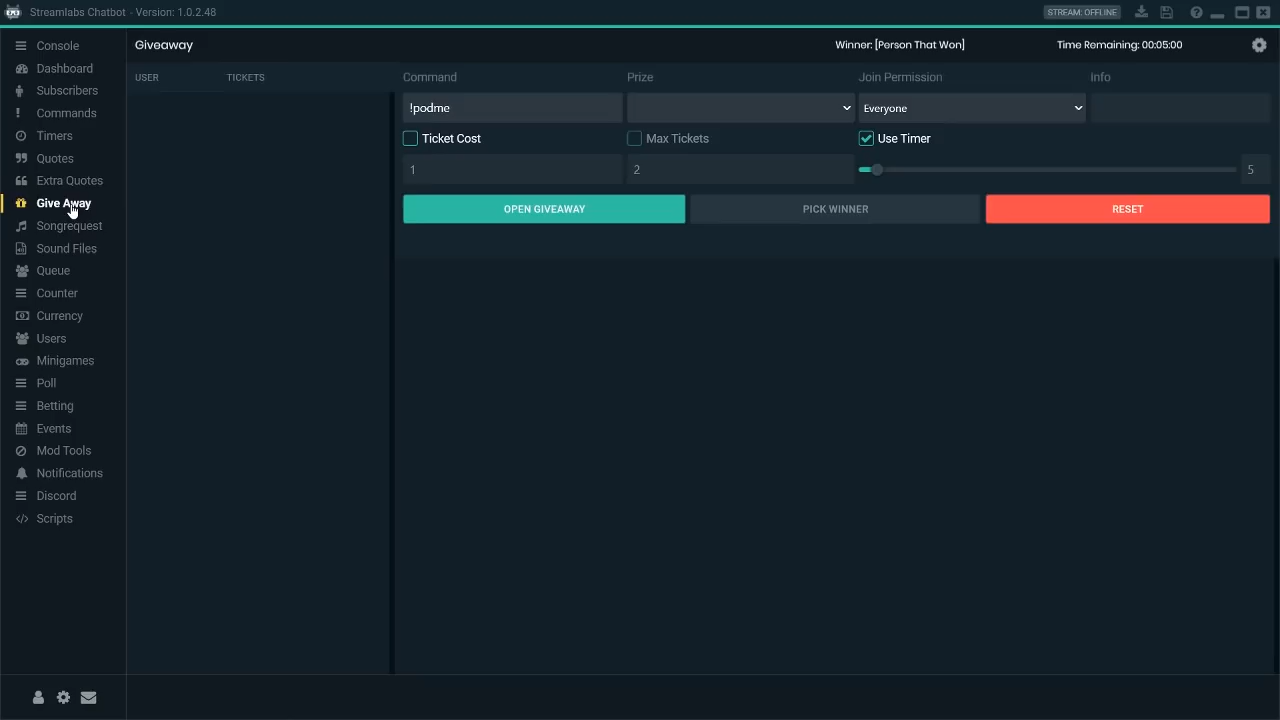 Streamlabs Chatbot - Version: 1.0.2.48
STREAM: OFFLINE
Console
Dashboard
Subscribers
Commands
Timers
Quotes
Extra Quotes
Give Away
Songrequest
Sound Files
Queue
Counter
Currency
Users
Minigames
Poll
Betting
Events
Mod Tools
Notifications
Discord
Scripts
Giveaway
Winner: [Person That Won]
Time Remaining: 00:05:00
USER
TICKETS
Command
Prize
Join Permission
Info
!podme
Everyone
Ticket Cost
Max Tickets
Use Timer
1
2
5
OPEN GIVEAWAY
PICK WINNER
RESET